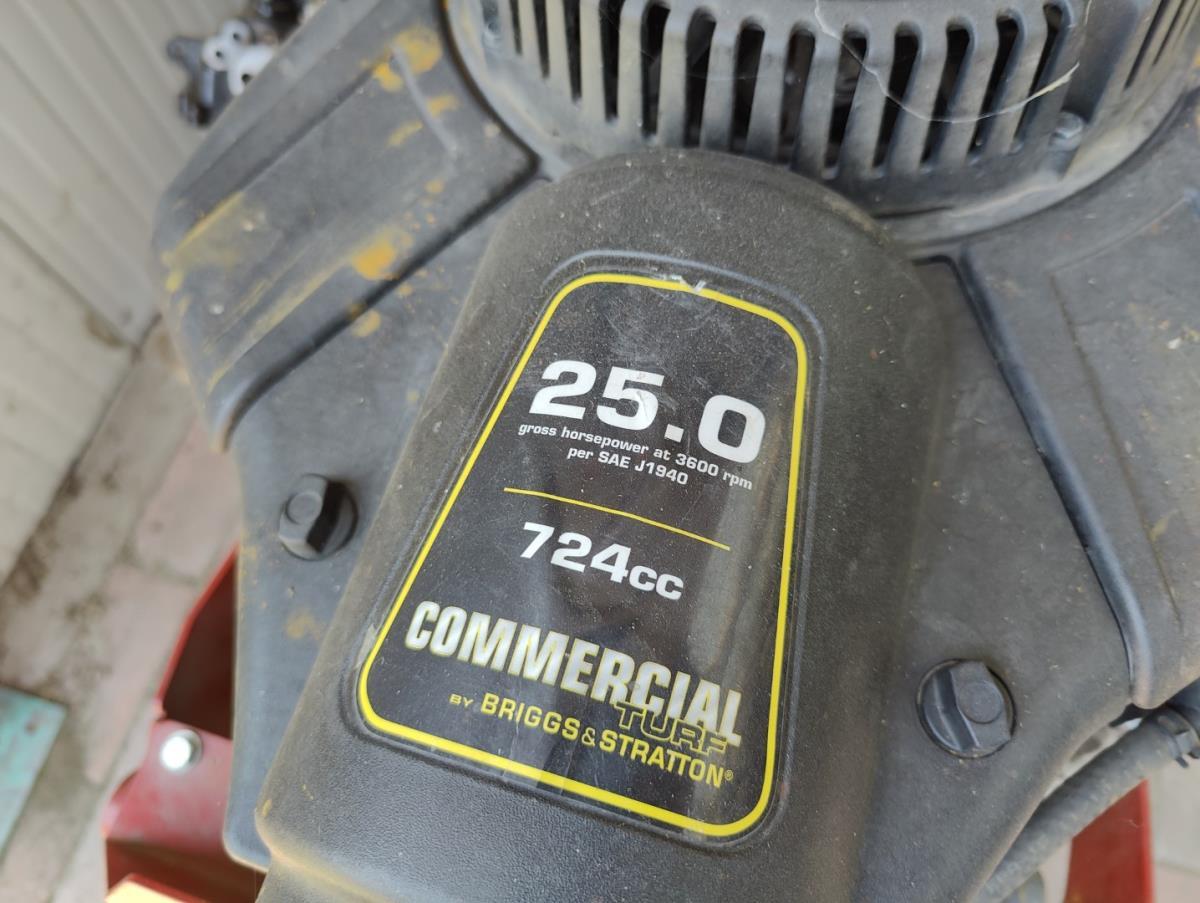 25.0
gross horsepower at 3600 rpm
per SAE J1940
724cc
COMMERCIAL
TURF
BY BRIGGS & STRATTON®